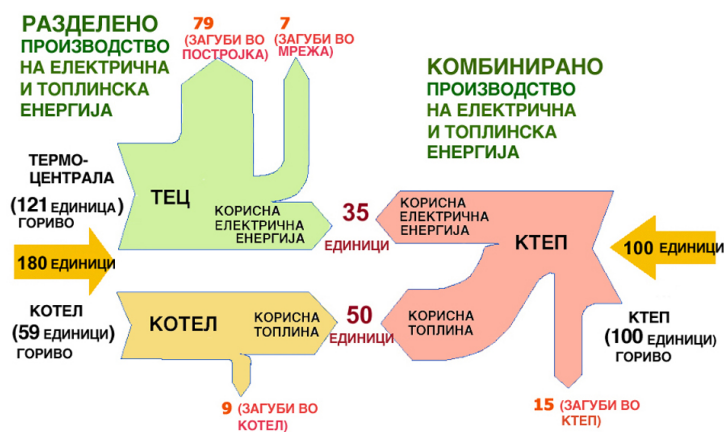 РАЗДЕЛЕНО
ПРОИЗВОДСТВО
НА ЕЛЕКТРИЧНА
И ТОПЛИНСКА
ЕНЕРГИЈА
79
(ЗАГУБИ ВО
ПОСТРОЈКА)
7
(ЗАГУБИ ВО
МРЕЖА)
КОМБИНИРАНО
ПРОИЗВОДСТВО
НА ЕЛЕКТРИЧНА
И ТОПЛИНСКА
ЕНЕРГИЈА
ТЕРМО-
ЦЕНТРАЛА
(121 ЕДИНИЦА)
ГОРИВО
ТЕЦ
КОРИСНА
ЕЛЕКТРИЧНА
ЕНЕРГИЈА
35
ЕДИНИЦИ
КОРИСНА
ЕЛЕКТРИЧНА
ЕНЕРГИЈА
КТЕП
180 ЕДИНИЦИ
100 ЕДИНИЦИ
КОТЕЛ
(59 ЕДИНИЦИ)
ГОРИВО
КОТЕЛ
КОРИСНА
ТОПЛИНА
50
ЕДИНИЦИ
КОРИСНА
ТОПЛИНА
КТЕП
(100 ЕДИНИЦИ)
ГОРИВО
9 (ЗАГУБИ ВО
КОТЕЛ)
15 (ЗАГУБИ ВО
КТЕП)